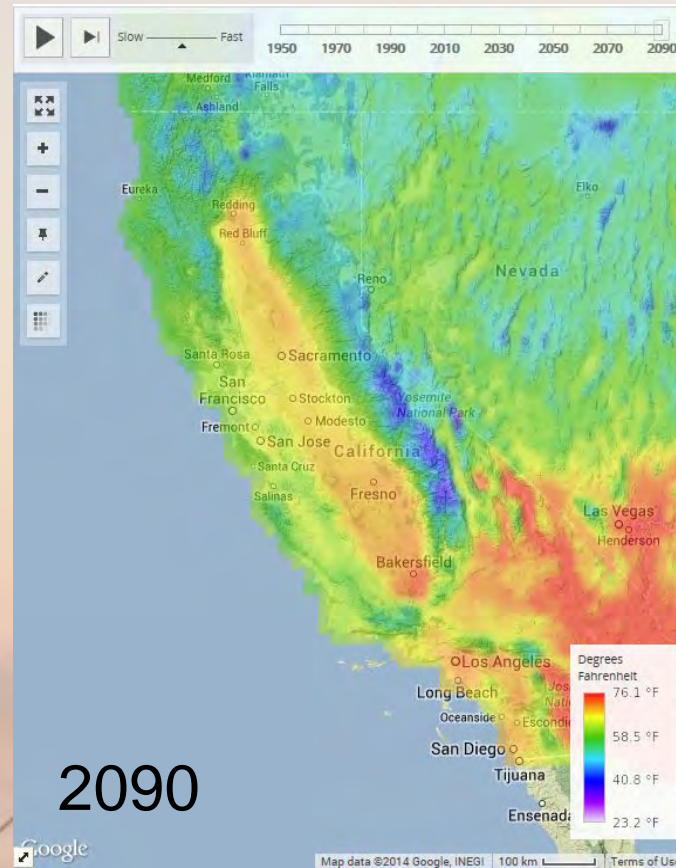 Slow Fast
1950 1970 1990 2010 2030 2050 2070 2090
Medford Klamath
Falls
Ashland
Eureka
Elko
Redding
Red Bluff
Nevada
Reno
Santa Rosa
Sacramento
San
Francisco
Stockton
Yosemite
National Park
Fremont
Modesto
San Jose
California
Santa Cruz
Salinas
Fresno
Las Vegas
Henderson
Bakersfield
Los Angeles
Long Beach
Oceanside
San Diego
Tijuana
Ensenada
Degrees
Fahrenheit
76.1 °F
58.5 °F
40.8 °F
23.2 °F
2090
Google
Map data ©2014 Google, INEGI 100 km Terms of Use